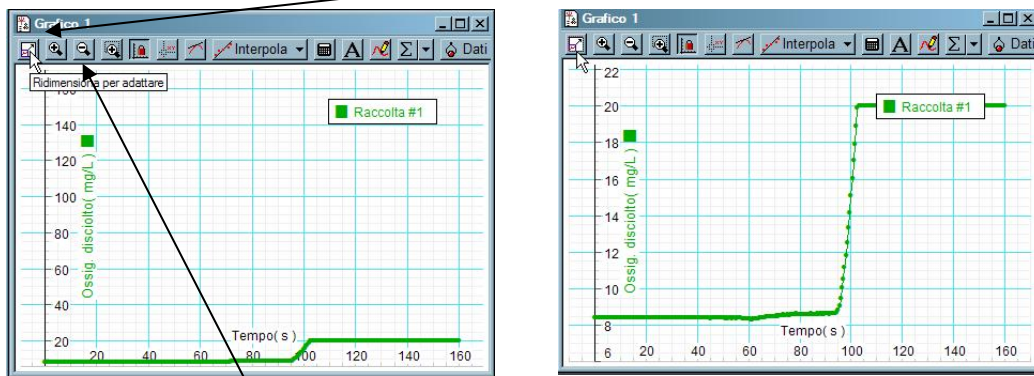 Grafico 1
Interpola
A
Σ
Dati
Ridimensiona per adattare
Raccolta #1
160
140
120
100
80
60
40
20
Ossig. disciolto( mg/L )
Tempo( s )
20 40 60 80 100 120 140 160
Grafico 1
Interpola
A
Σ
Dati
Raccolta #1
22
20
18
16
14
12
10
8
6
Ossig. disciolto( mg/L )
Tempo( s )
20 40 60 80 100 120 140 160